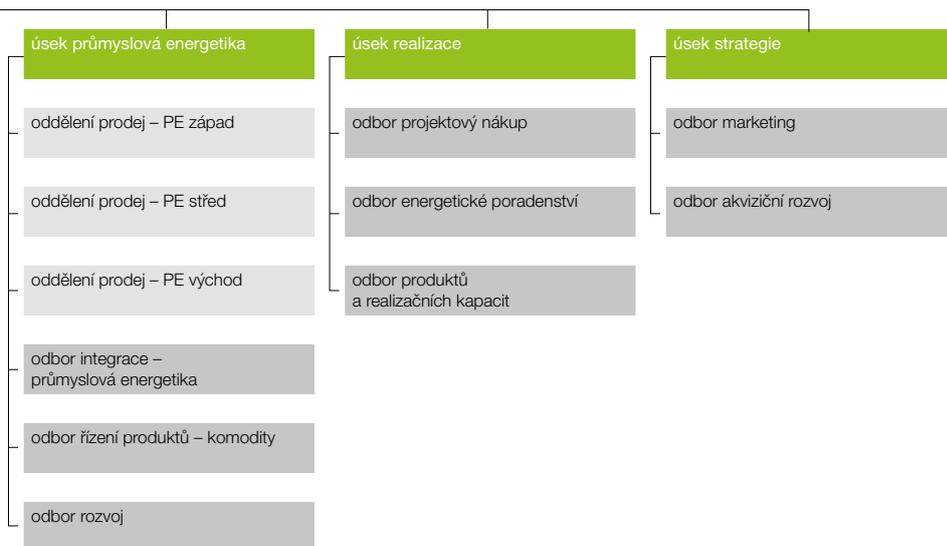 úsek průmyslová energetika
oddělení prodej – PE západ
oddělení prodej – PE střed
oddělení prodej – PE východ
odbor integrace –
průmyslová energetika
odbor řízení produktů – komodity
odbor rozvoj
úsek realizace
odbor projektový nákup
odbor energetické poradenství
odbor produktů
a realizačních kapacit
úsek strategie
odbor marketing
odbor akviziční rozvoj